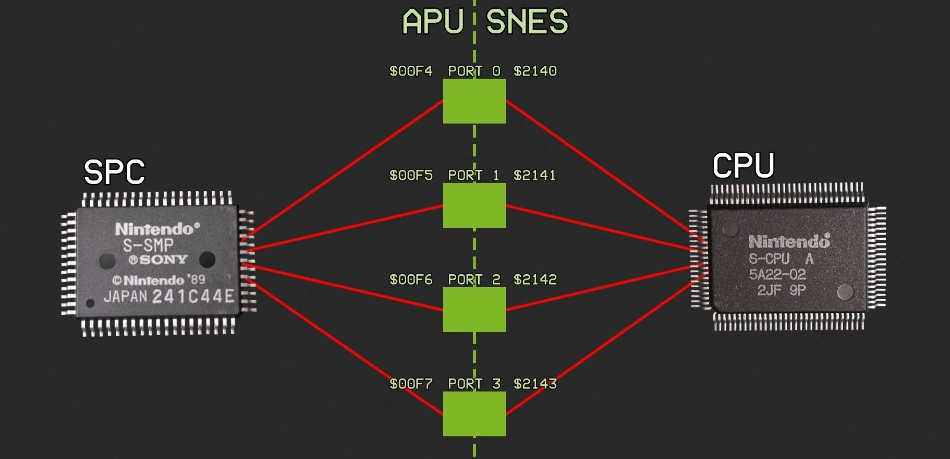 APU SNES
$00F4 PORT 0 $2140
SPC
CPU
$00F5 PORT 1 $2141
Nintendo®
S-SMP
®SONY
©Nintendo '89
JAPAN 241C44E
Nintendo®
S-CPU A
5A22-02
2JF 9P
$00F6 PORT 2 $2142
$00F7 PORT 3 $2143